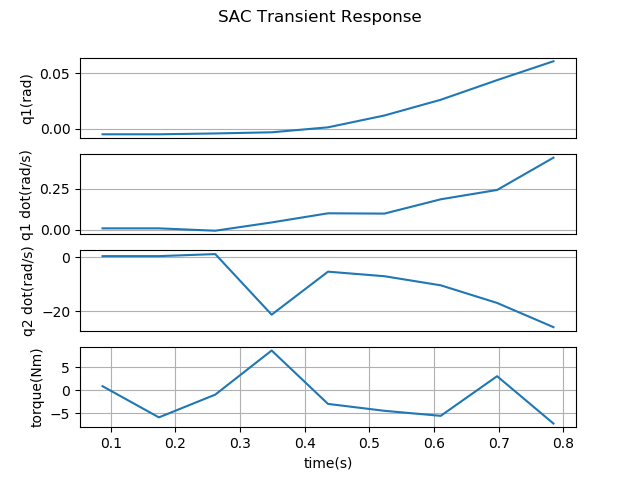 SAC Transient Response
q1(rad)
0.05
0.00
q1 dot(rad/s)
0.25
0.00
q2 dot(rad/s)
0
−20
torque(Nm)
5
0
−5
0.1 0.2 0.3 0.4 0.5 0.6 0.7 0.8
time(s)